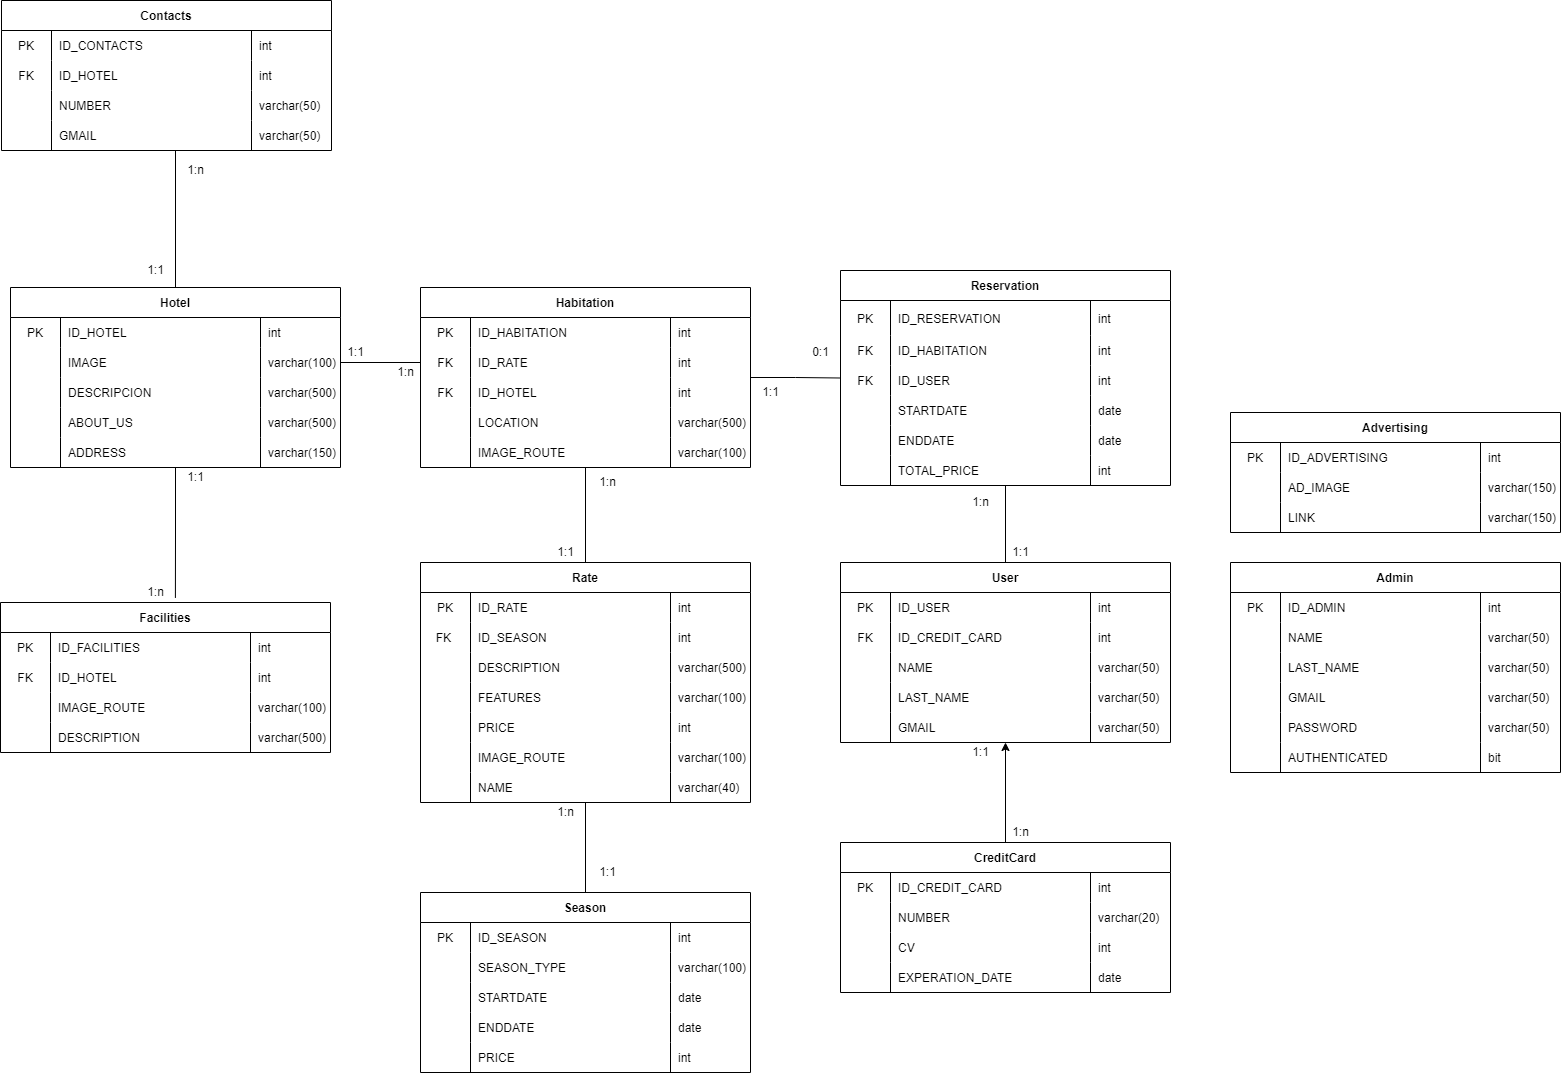 Contacts
PK ID_CONTACTS int
FK ID_HOTEL int
NUMBER varchar(50)
GMAIL varchar(50)
1:n
1:1
Hotel
PK ID_HOTEL int
IMAGE varchar(100)
DESCRIPCION varchar(500)
ABOUT_US varchar(500)
ADDRESS varchar(150)
1:1
1:n
Habitation
PK ID_HABITATION int
FK ID_RATE int
FK ID_HOTEL int
LOCATION varchar(500)
IMAGE_ROUTE varchar(100)
0:1
1:1
Reservation
PK ID_RESERVATION int
FK ID_HABITATION int
FK ID_USER int
STARTDATE date
ENDDATE date
TOTAL_PRICE int
Advertising
PK ID_ADVERTISING int
AD_IMAGE varchar(150)
LINK varchar(150)
1:1
1:n
Facilities
PK ID_FACILITIES int
FK ID_HOTEL int
IMAGE_ROUTE varchar(100)
DESCRIPTION varchar(500)
1:n
1:1
Rate
PK ID_RATE int
FK ID_SEASON int
DESCRIPTION varchar(500)
FEATURES varchar(100)
PRICE int
IMAGE_ROUTE varchar(100)
NAME varchar(40)
1:n
1:1
Season
PK ID_SEASON int
SEASON_TYPE varchar(100)
STARTDATE date
ENDDATE date
PRICE int
1:n
1:1
User
PK ID_USER int
FK ID_CREDIT_CARD int
NAME varchar(50)
LAST_NAME varchar(50)
GMAIL varchar(50)
1:1
1:n
CreditCard
PK ID_CREDIT_CARD int
NUMBER varchar(20)
CV int
EXPERATION_DATE date
Admin
PK ID_ADMIN int
NAME varchar(50)
LAST_NAME varchar(50)
GMAIL varchar(50)
PASSWORD varchar(50)
AUTHENTICATED bit